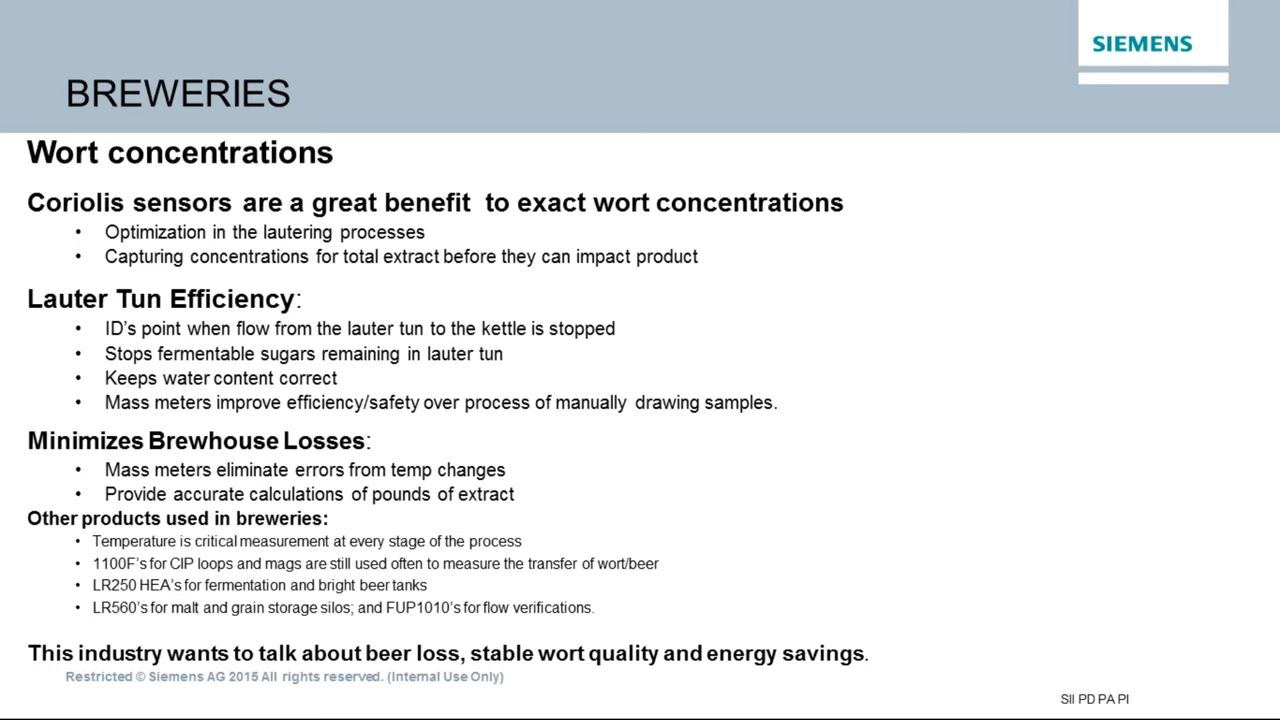 SIEMENS
BREWERIES
Wort concentrations
Coriolis sensors are a great benefit to exact wort concentrations
• Optimization in the lautering processes
• Capturing concentrations for total extract before they can impact product
Lauter Tun Efficiency:
• ID's point when flow from the lauter tun to the kettle is stopped
• Stops fermentable sugars remaining in lauter tun
• Keeps water content correct
• Mass meters improve efficiency/safety over process of manually drawing samples.
Minimizes Brewhouse Losses:
• Mass meters eliminate errors from temp changes
• Provide accurate calculations of pounds of extract
Other products used in breweries:
• Temperature is critical measurement at every stage of the process
• 1100F's for CIP loops and mags are still used often to measure the transfer of wort/beer
• LR250 HEA's for fermentation and bright beer tanks
• LR560's for malt and grain storage silos; and FUP1010's for flow verifications.
This industry wants to talk about beer loss, stable wort quality and energy savings.
Restricted © Siemens AG 2015 All rights reserved. (Internal Use Only)
SII PD PA PI